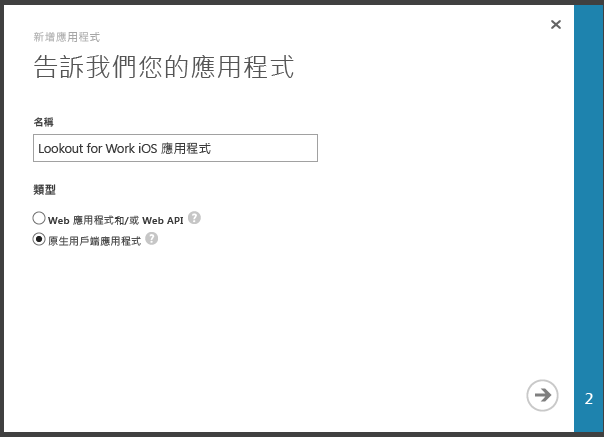 新增應用程式
告訴我們您的應用程式
名稱
Lookout for Work iOS 應用程式
類型
Web 應用程式和/或 Web API ?
原生用戶端應用程式 ?
2